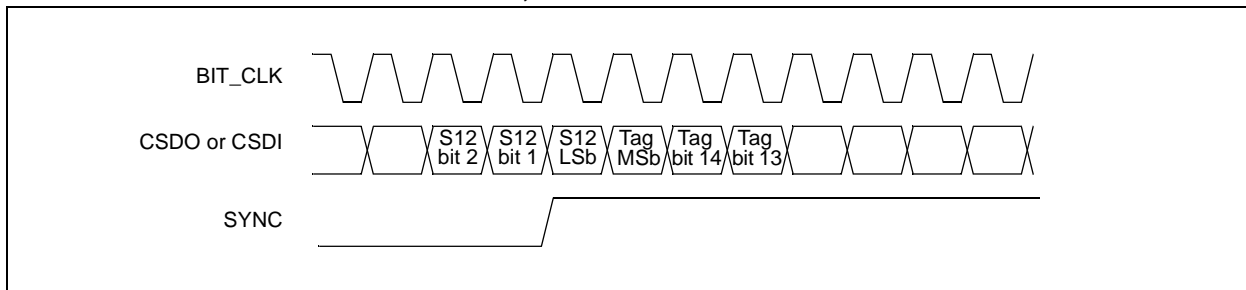 BIT_CLK
CSDO or CSDI
S12 bit 2
S12 bit 1
S12 LSb
Tag MSb
Tag bit 14
Tag bit 13
SYNC